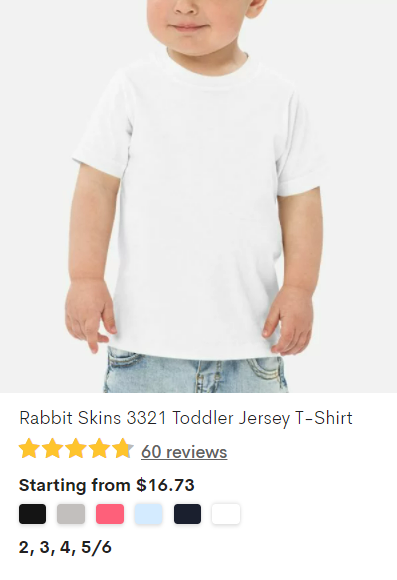 Rabbit Skins 3321 Toddler Jersey T-Shirt
60 reviews
Starting from $16.73
2, 3, 4, 5/6